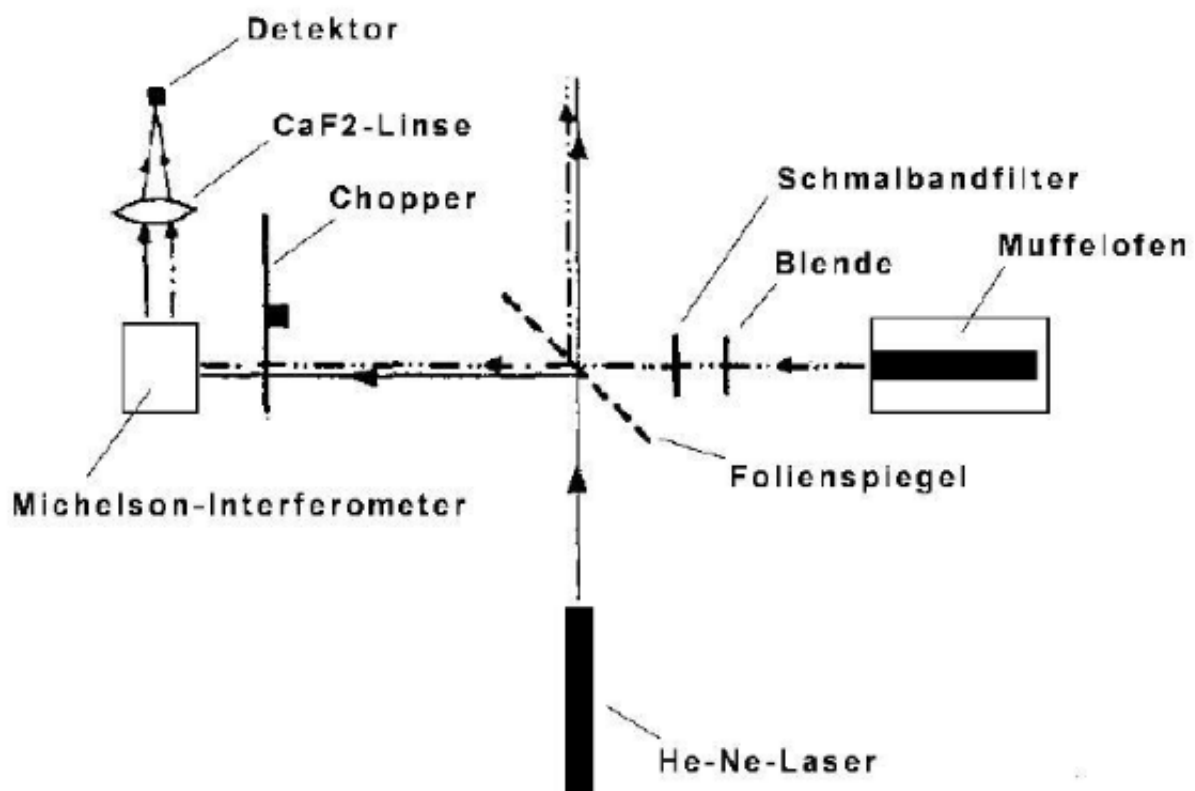 Detektor
CaF2-Linse
Chopper
Schmalbandfilter
Blende
Muffelofen
Folienspiegel
Michelson-Interferometer
He-Ne-Laser